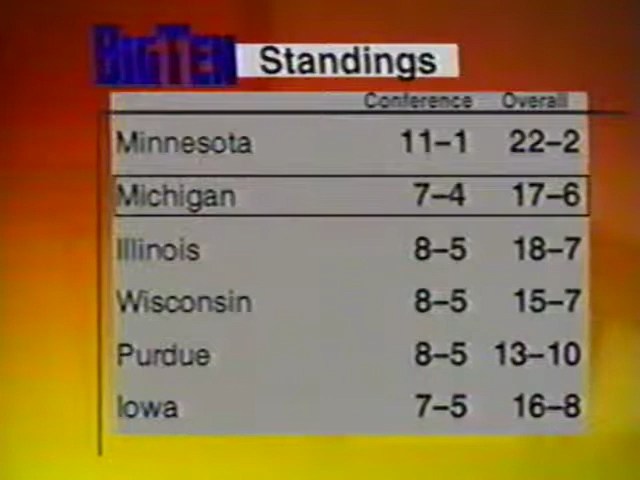 BIG TEN Standings
Conference Overall
Minnesota 11–1 22–2
Michigan 7–4 17–6
Illinois 8–5 18–7
Wisconsin 8–5 15–7
Purdue 8–5 13–10
Iowa 7–5 16–8